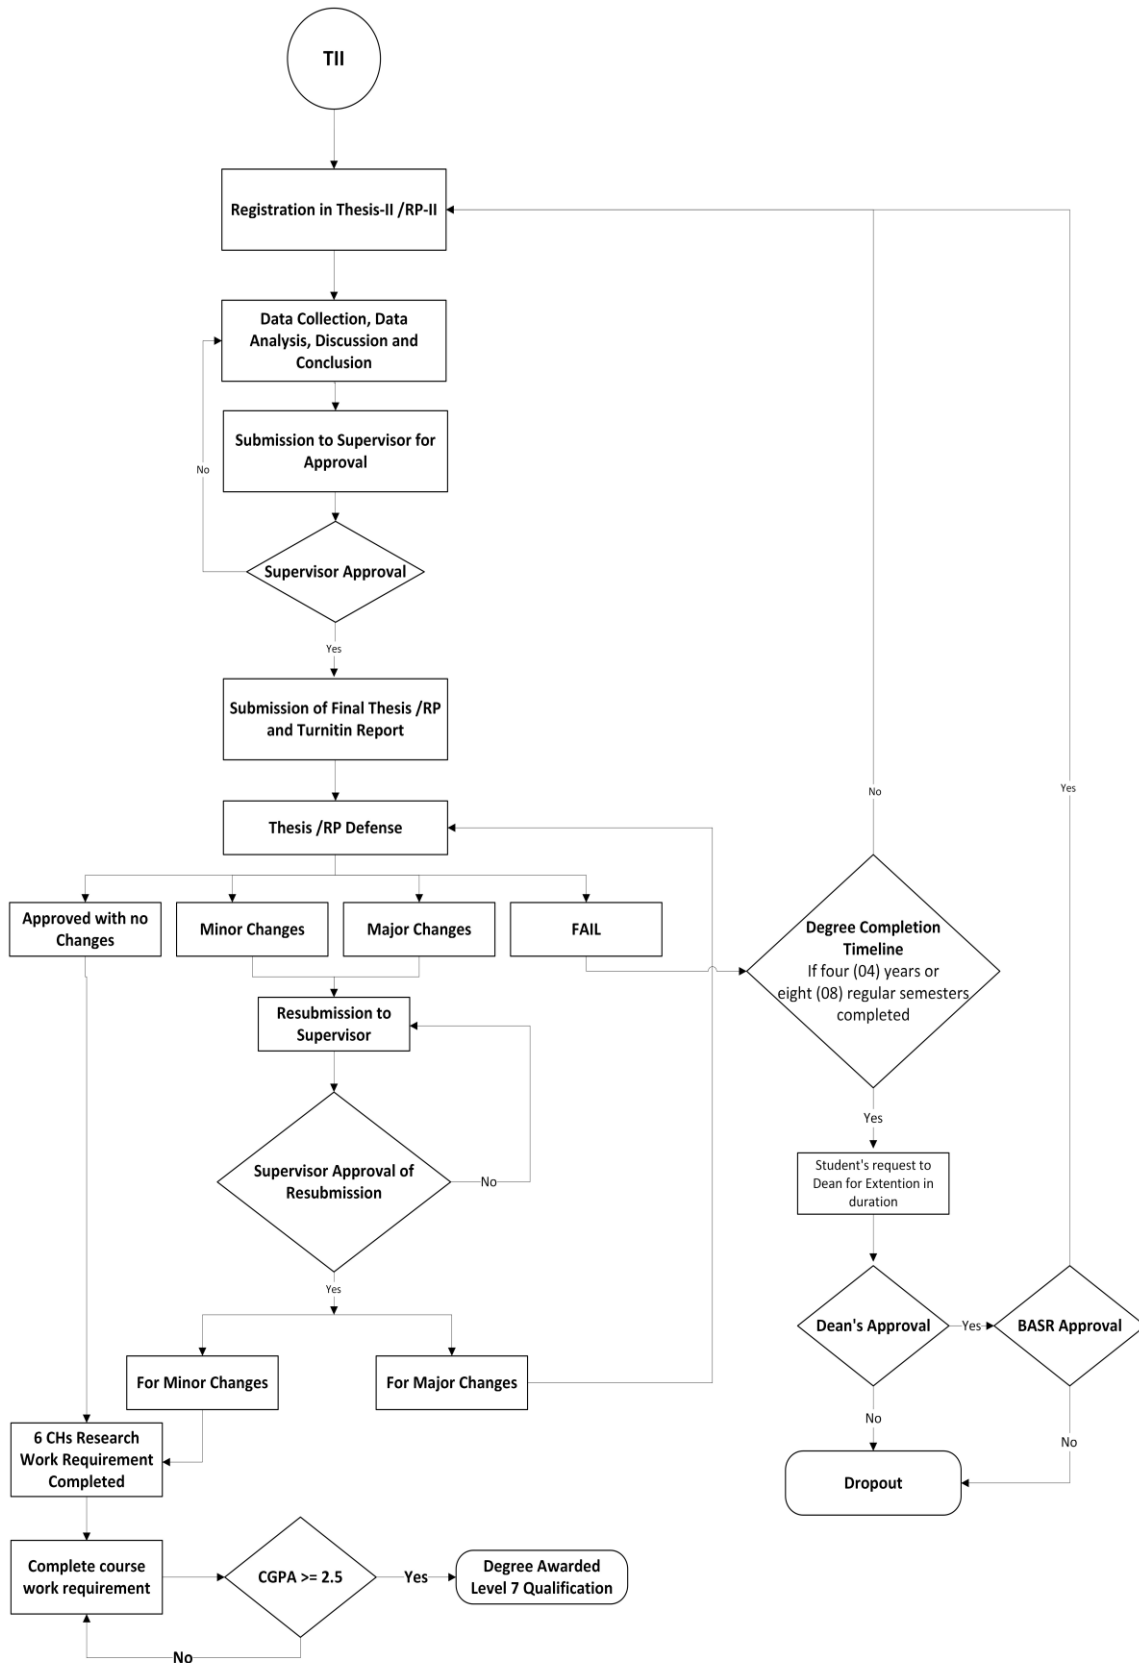 TII
Registration in Thesis-II /RP-II
Data Collection, Data
Analysis, Discussion and
Conclusion
Submission to Supervisor for
Approval
No
Supervisor Approval
Yes
Submission of Final Thesis /RP
and Turnitin Report
Thesis /RP Defense
No
Yes
Approved with no
Changes
Minor Changes
Major Changes
FAIL
Degree Completion
Timeline
If four (04) years or
eight (08) regular semesters
completed
Resubmission to
Supervisor
Supervisor Approval of
Resubmission
No
Yes
Yes
Student's request to
Dean for Extention in
duration
Dean's Approval
Yes
BASR Approval
For Minor Changes
For Major Changes
No
No
6 CHs Research
Work Requirement
Completed
Dropout
Complete course
work requirement
CGPA >= 2.5
Yes
Degree Awarded
Level 7 Qualification
No